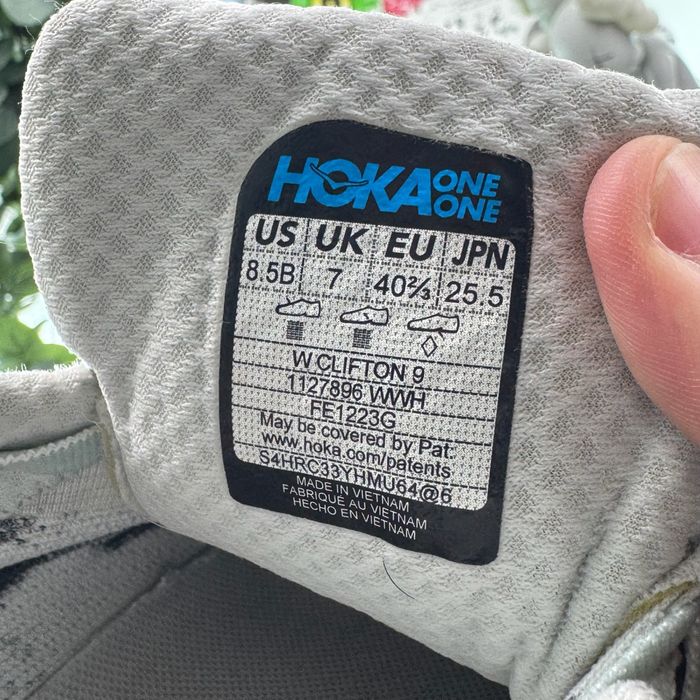 HOKA ONE ONE
US UK EU JPN
8 5B 7 40⅔ 25 5
W CLIFTON 9
1127896 WWH
FE1223G
May be covered by Pat:
www.hoka.com/patents
S4HRC33YHMU64@6
MADE IN VIETNAM
FABRIQUÉ AU VIETNAM
HECHO EN VIETNAM